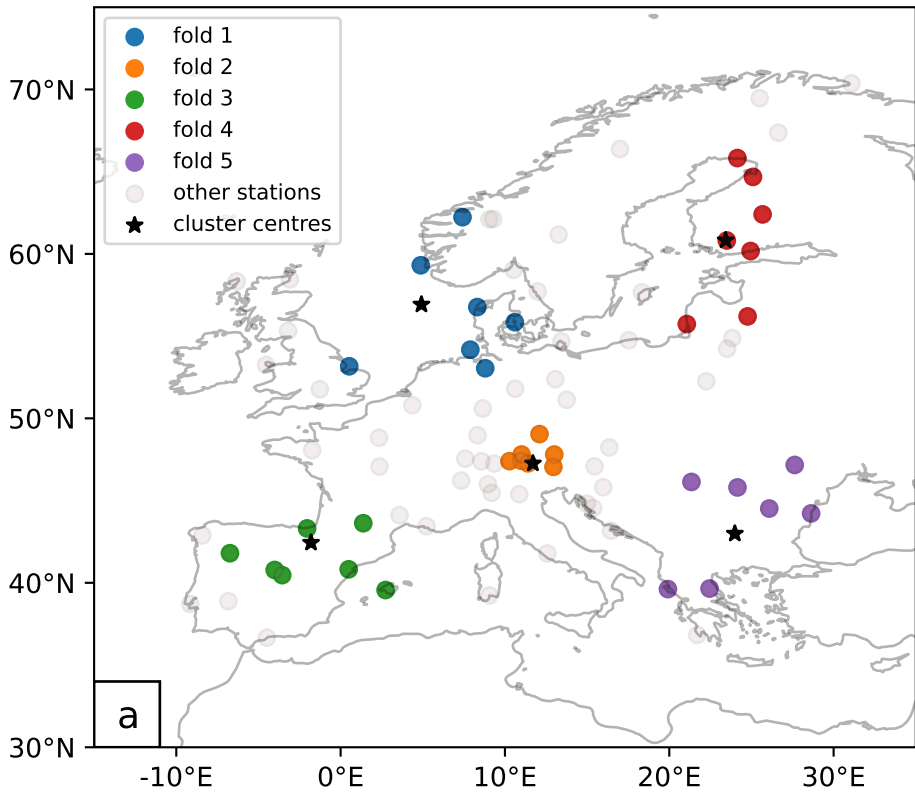 fold 1
fold 2
fold 3
fold 4
fold 5
other stations
cluster centres
70°N
60°N
50°N
40°N
30°N
a
-10°E
0°E
10°E
20°E
30°E